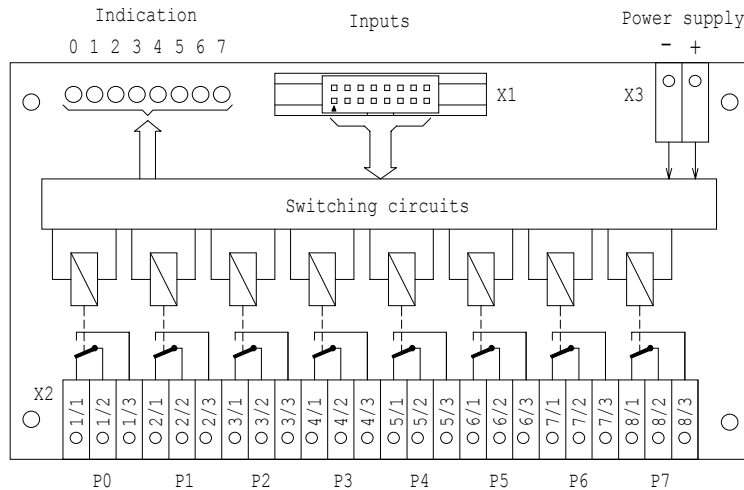 Indication Inputs Power supply
0 1 2 3 4 5 6 7 - +
X1 X3
Switching circuits
X2
1/1 1/2 1/3 2/1 2/2 2/3 3/1 3/2 3/3 4/1 4/2 4/3 5/1 5/2 5/3 6/1 6/2 6/3 7/1 7/2 7/3 8/1 8/2 8/3
P0 P1 P2 P3 P4 P5 P6 P7